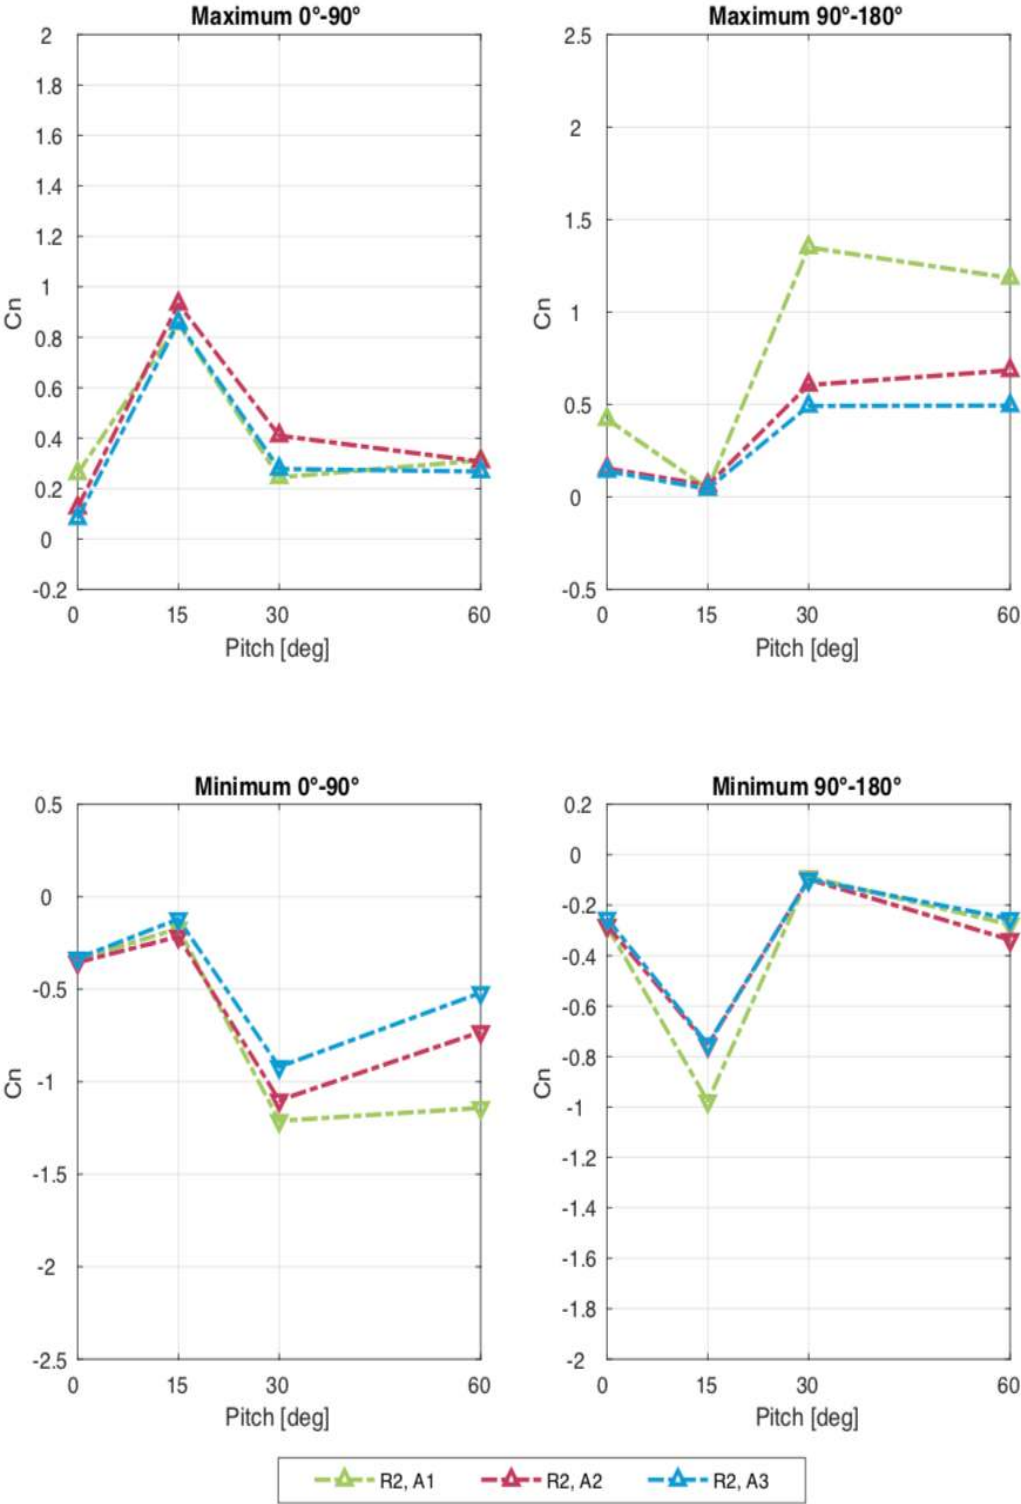 Maximum 0°-90°
2
1.8
1.6
1.4
1.2
1
0.8
0.6
0.4
0.2
0
-0.2
Cn
0 15 30 60
Pitch [deg]
Maximum 90°-180°
2.5
2
1.5
1
0.5
0
-0.5
Cn
0 15 30 60
Pitch [deg]
Minimum 0°-90°
0.5
0
-0.5
-1
-1.5
-2
-2.5
Cn
0 15 30 60
Pitch [deg]
Minimum 90°-180°
0.2
0
-0.2
-0.4
-0.6
-0.8
-1
-1.2
-1.4
-1.6
-1.8
-2
Cn
0 15 30 60
Pitch [deg]
R2, A1 R2, A2 R2, A3